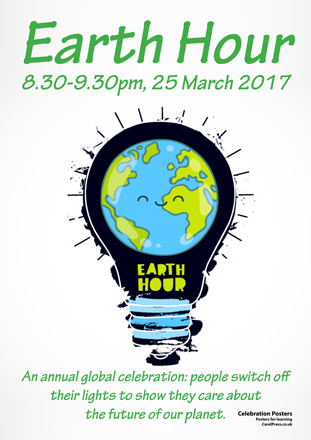 Earth Hour
8.30-9.30pm, 25 March 2017
EARTH
HOUR
An annual global celebration: people switch off
their lights to show they care about
the future of our planet.
Celebration Posters
Posters for learning
CarelPress.co.uk